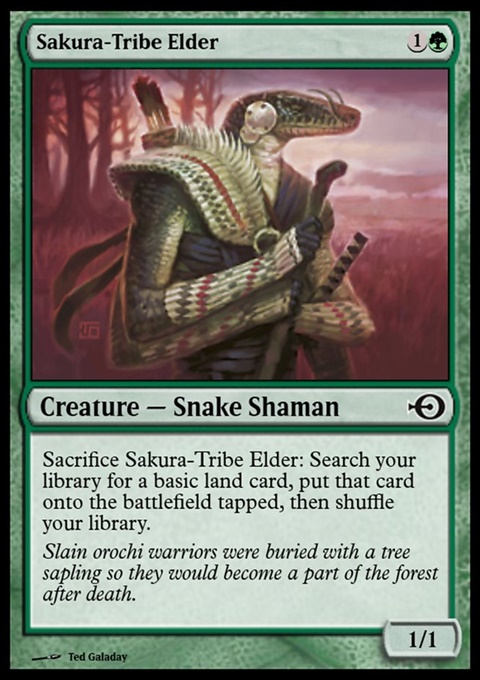 Sakura-Tribe Elder 1
Creature — Snake Shaman
Sacrifice Sakura-Tribe Elder: Search your
library for a basic land card, put that card
onto the battlefield tapped, then shuffle
your library.
Slain orochi warriors were buried with a tree
sapling so they would become a part of the forest
after death.
1/1
Ted Galaday